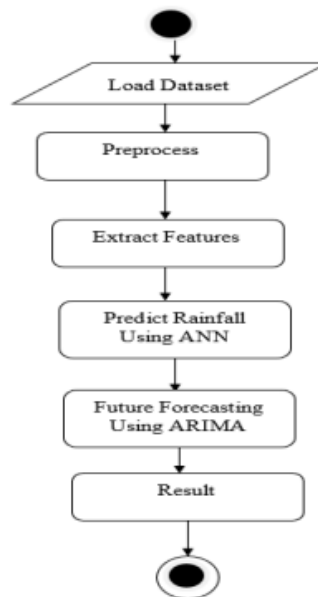 Load Dataset
Preprocess
Extract Features
Predict Rainfall
Using ANN
Future Forecasting
Using ARIMA
Result